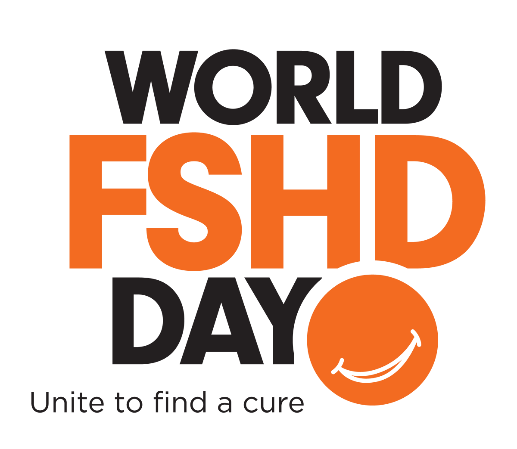 WORLD
FSHD
DAY
Unite to find a cure